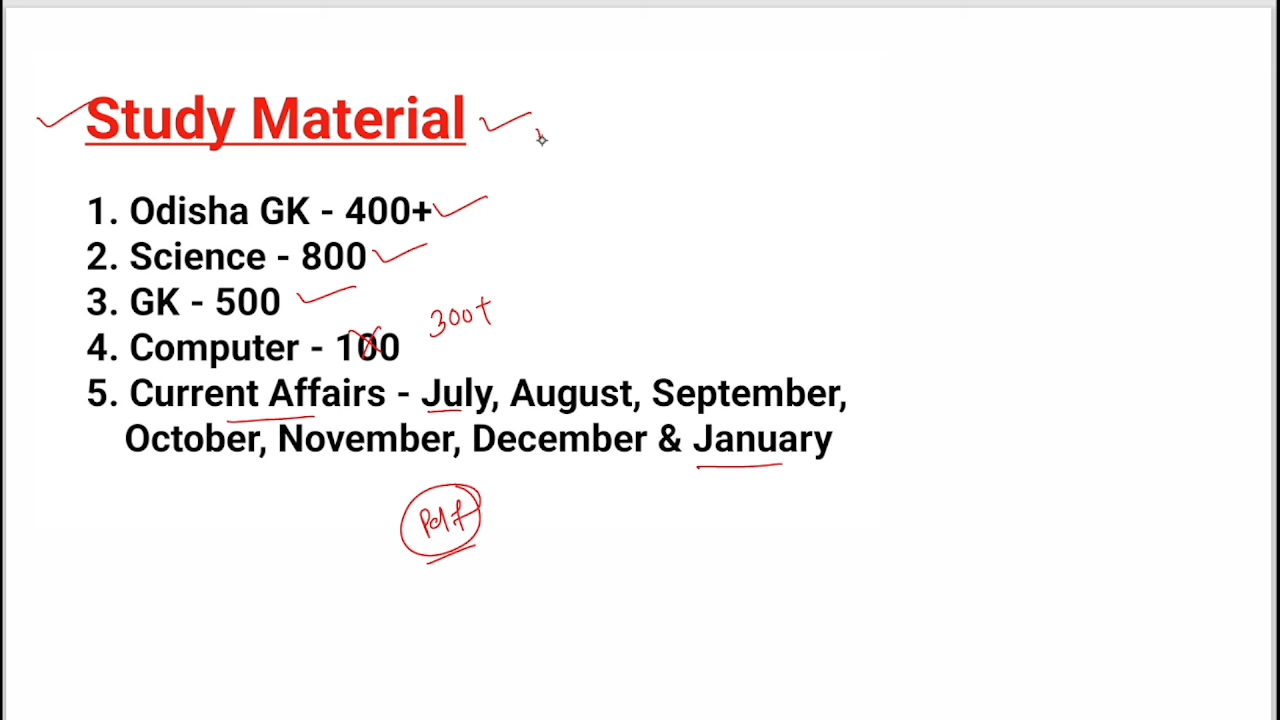 Study Material
1. Odisha GK - 400+
2. Science - 800
3. GK - 500
300+
4. Computer - 100
5. Current Affairs - July, August, September,
October, November, December & January
Pdf